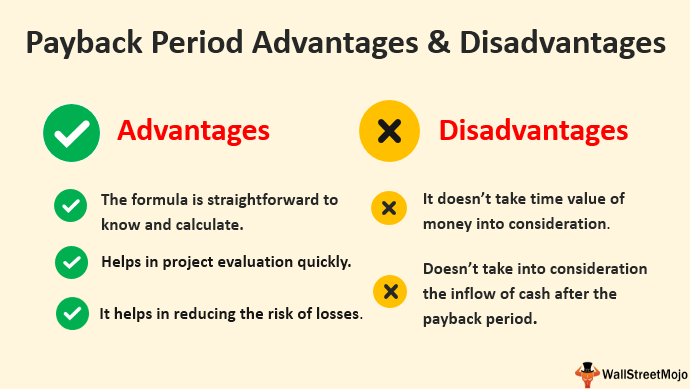 Payback Period Advantages & Disadvantages
Advantages
The formula is straightforward to
know and calculate.
Helps in project evaluation quickly.
It helps in reducing the risk of losses.
Disadvantages
It doesn’t take time value of
money into consideration.
Doesn’t take into consideration
the inflow of cash after the
payback period.
WallStreetMojo